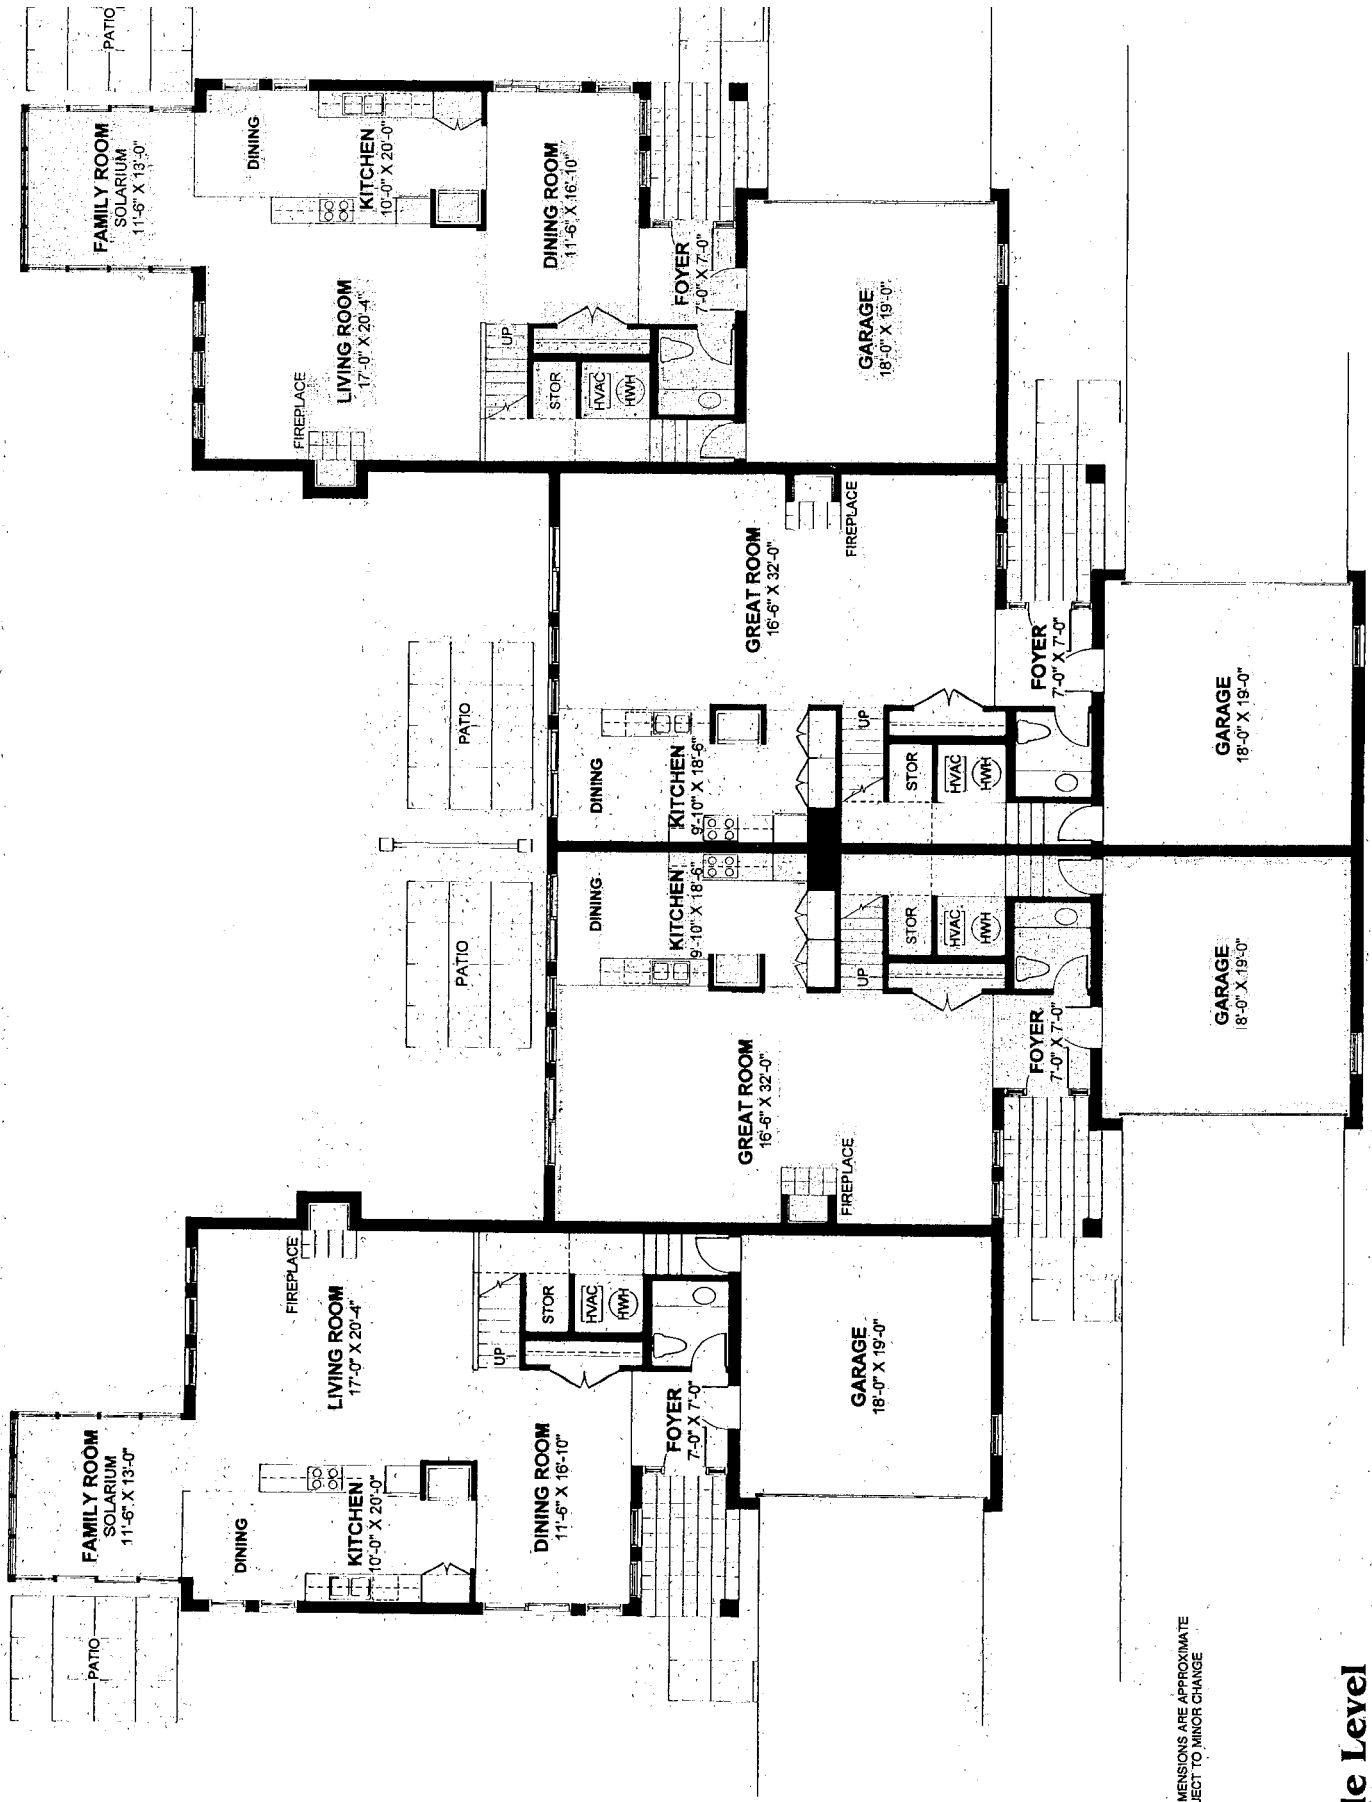 PATIO
FAMILY ROOM
SOLARIUM
11'-6" X 13'-0"
DINING
FIREPLACE
LIVING ROOM
17'-0" X 20'-4"
KITCHEN
10'-0" X 20'-0"
UP
STOR
HVAC
HWH
DINING ROOM
11'-6" X 16'-10"
FOYER
7'-0" X 7'-0"
GARAGE
18'-0" X 19'-0"
PATIO
DINING
KITCHEN
9'-10" X 18'-6"
GREAT ROOM
16'-6" X 32'-0"
FIREPLACE
UP
STOR
HVAC
HWH
FOYER
7'-0" X 7'-0"
GARAGE
18'-0" X 19'-0"
PATIO
DINING
KITCHEN
9'-10" X 18'-6"
GREAT ROOM
16'-6" X 32'-0"
FIREPLACE
UP
STOR
HVAC
HWH
FOYER
7'-0" X 7'-0"
GARAGE
18'-0" X 19'-0"
PATIO
FAMILY ROOM
SOLARIUM
11'-6" X 13'-0"
DINING
FIREPLACE
LIVING ROOM
17'-0" X 20'-4"
KITCHEN
10'-0" X 20'-0"
UP
STOR
HVAC
HWH
DINING ROOM
11'-6" X 16'-10"
FOYER
7'-0" X 7'-0"
GARAGE
18'-0" X 19'-0"
MENSIONS ARE APPROXIMATE
JECT TO MINOR CHANGE
le Level